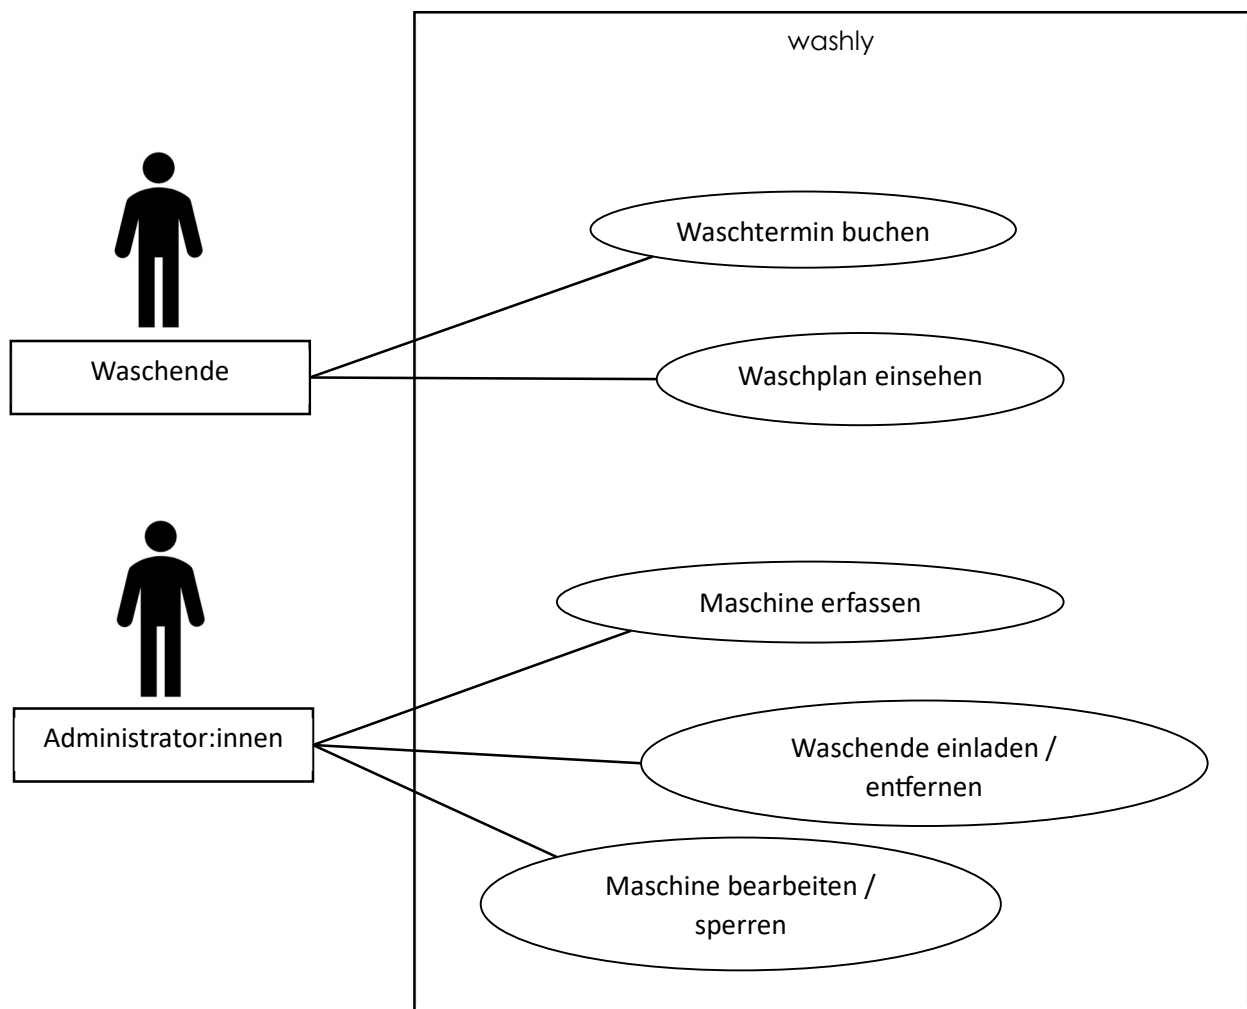 washly
Waschtermin buchen
Waschende
Waschplan einsehen
Maschine erfassen
Administrator:innen
Waschende einladen /
entfernen
Maschine bearbeiten /
sperren